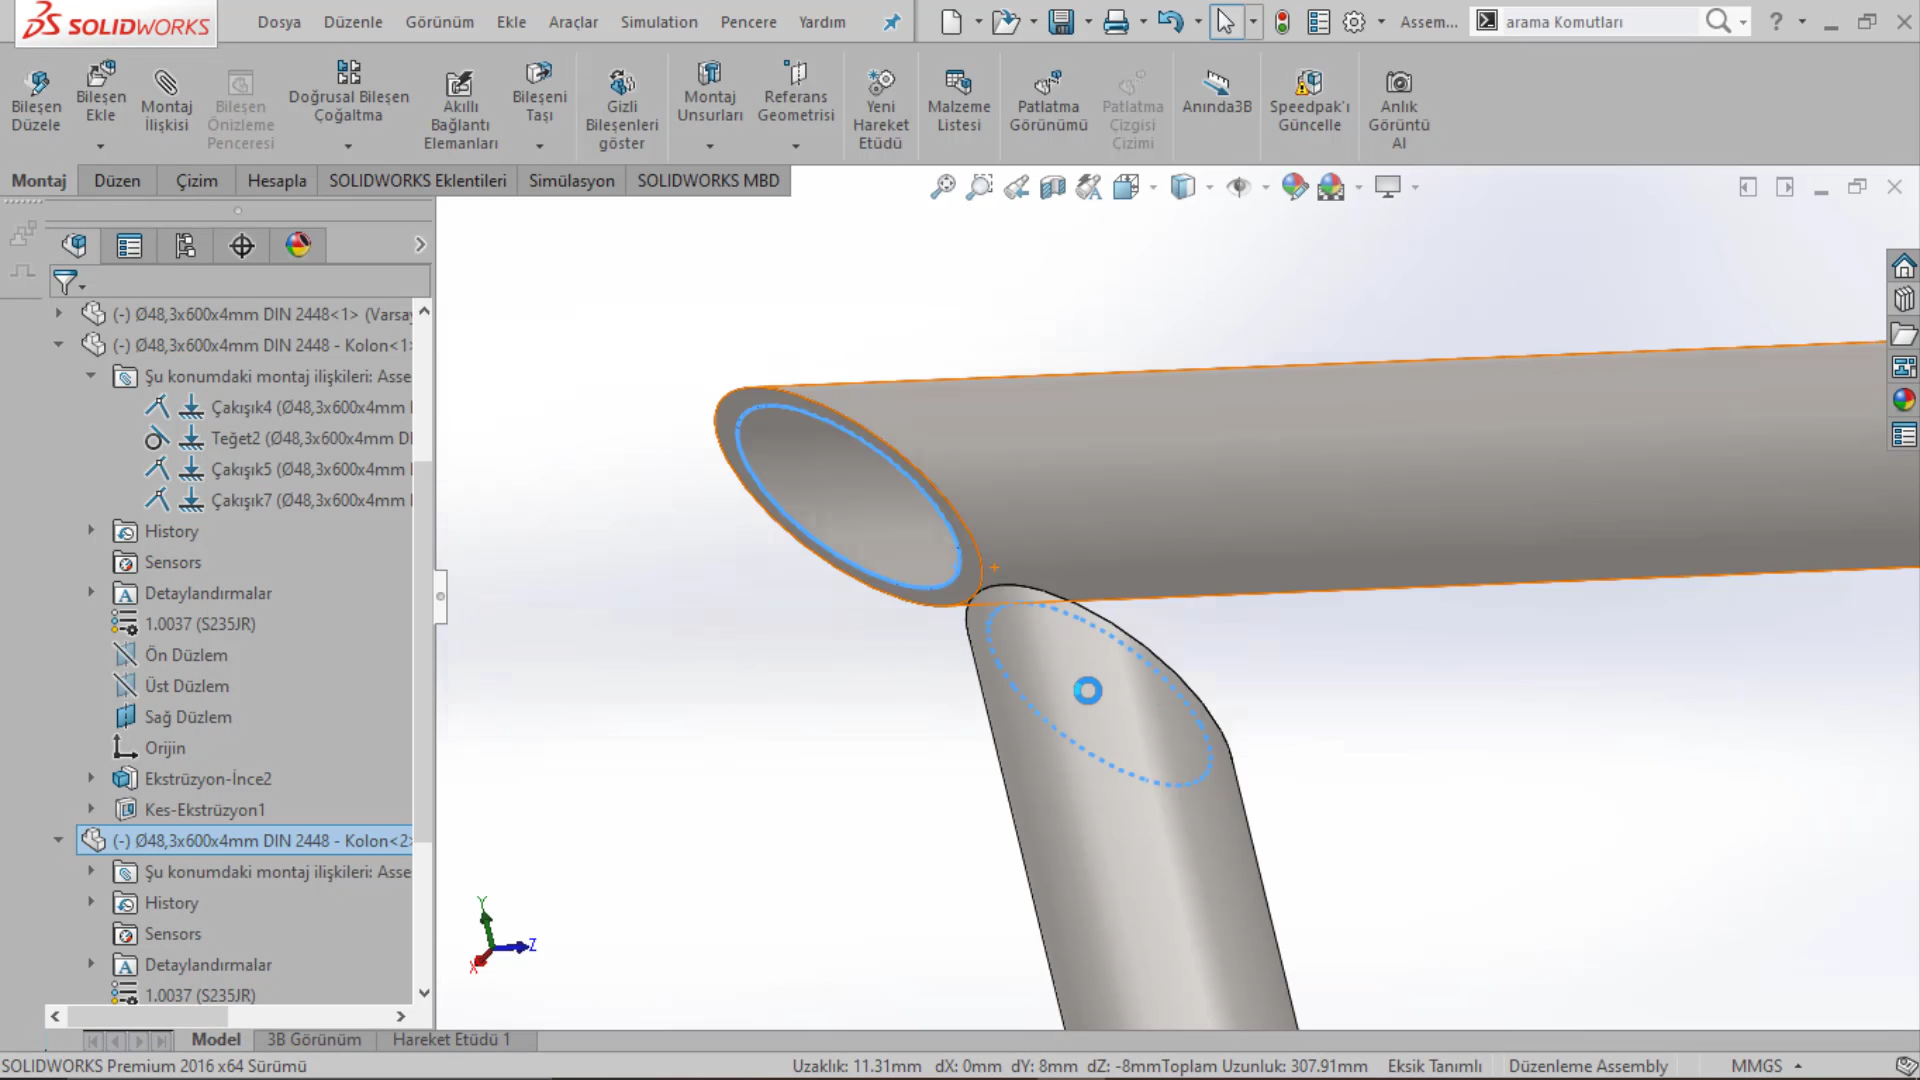 SOLIDWORKS
Dosya Düzenle Görünüm Ekle Araçlar Simulation Pencere Yardım
Assem...
arama Komutları
Bileşen Düzele
Bileşen Ekle
Montaj İlişkisi
Bileşen Önizleme Penceresi
Doğrusal Bileşen Çoğaltma
Akıllı Bağlantı Elemanları
Bileşeni Taşı
Gizli Bileşenleri göster
Montaj Unsurları
Referans Geometrisi
Yeni Hareket Etüdü
Malzeme Listesi
Patlatma Görünümü
Patlatma Çizgisi Çizimi
Anında3B
Speedpak'ı Güncelle
Anlık Görüntü Al
Montaj Düzen Çizim Hesapla SOLIDWORKS Eklentileri Simülasyon SOLIDWORKS MBD
(-) Ø48,3x600x4mm DIN 2448<1> (Varsay
(-) Ø48,3x600x4mm DIN 2448 - Kolon<1>
Şu konumdaki montaj ilişkileri: Asse
Çakışık4 (Ø48,3x600x4mm
Teğet2 (Ø48,3x600x4mm DI
Çakışık5 (Ø48,3x600x4mm
Çakışık7 (Ø48,3x600x4mm
History
Sensors
Detaylandırmalar
1.0037 (S235JR)
Ön Düzlem
Üst Düzlem
Sağ Düzlem
Orijin
Ekstrüzyon-İnce2
Kes-Ekstrüzyon1
(-) Ø48,3x600x4mm DIN 2448 - Kolon<2>
Şu konumdaki montaj ilişkileri: Asse
History
Sensors
Detaylandırmalar
1.0037 (S235JR)
Y
Z
X
Model 3B Görünüm Hareket Etüdü 1
SOLIDWORKS Premium 2016 x64 Sürümü
Uzaklık: 11.31mm dX: 0mm dY: 8mm dZ: -8mmToplam Uzunluk: 307.91mm Eksik Tanımlı Düzenleme Assembly MMGS